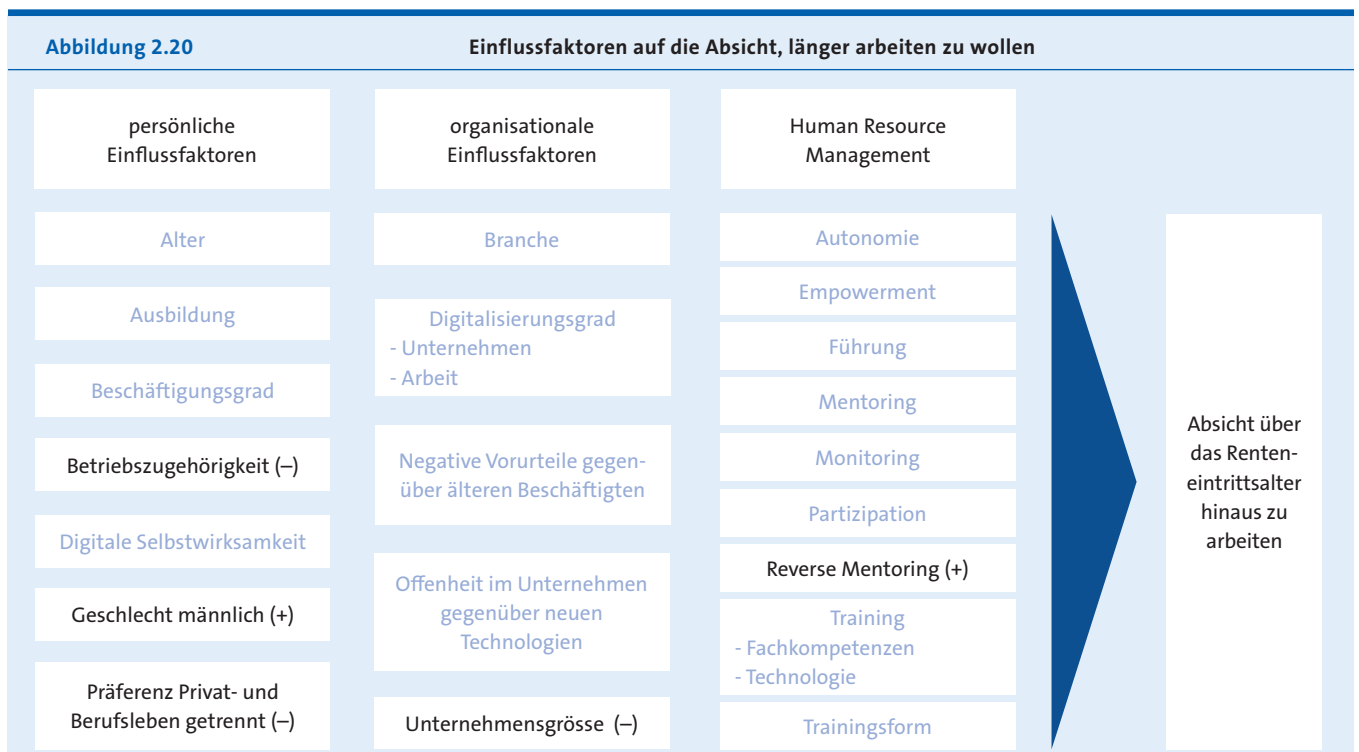 Abbildung 2.20
Einflussfaktoren auf die Absicht, länger arbeiten zu wollen
persönliche
Einflussfaktoren
Alter
Ausbildung
Beschäftigungsgrad
Betriebszugehörigkeit (–)
Digitale Selbstwirksamkeit
Geschlecht männlich (+)
Präferenz Privat- und
Berufsleben getrennt (–)
organisationale
Einflussfaktoren
Branche
Digitalisierungsgrad
- Unternehmen
- Arbeit
Negative Vorurteile gegen-
über älteren Beschäftigten
Offenheit im Unternehmen
gegenüber neuen
Technologien
Unternehmensgrösse (–)
Human Resource
Management
Autonomie
Empowerment
Führung
Mentoring
Monitoring
Partizipation
Reverse Mentoring (+)
Training
- Fachkompetenzen
- Technologie
Trainingsform
Absicht über
das Renten-
eintrittsalter
hinaus zu
arbeiten